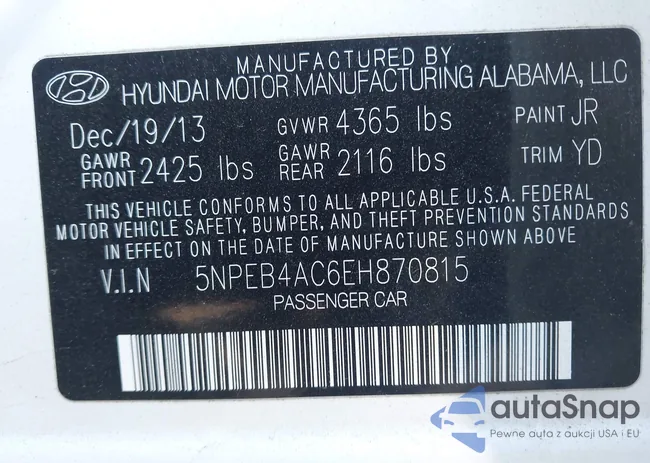 MANUFACTURED BY
HYUNDAI MOTOR MANUFACTURING ALABAMA, LLC
Dec/19/13 GVWR 4365 lbs PAINT JR
GAWR FRONT 2425 lbs GAWR REAR 2116 lbs TRIM YD
THIS VEHICLE CONFORMS TO ALL APPLICABLE U.S.A. FEDERAL
MOTOR VEHICLE SAFETY, BUMPER, AND THEFT PREVENTION STANDARDS
IN EFFECT ON THE DATE OF MANUFACTURE SHOWN ABOVE
V.I.N 5NPEB4AC6EH870815
PASSENGER CAR
autaSnap
Pewne auta z aukcji USA i EU